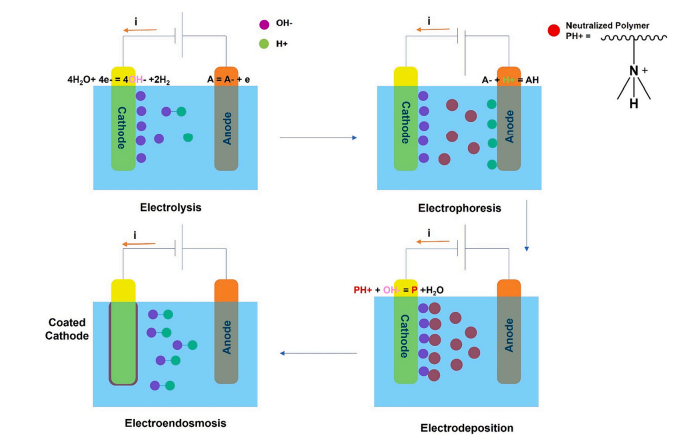 i
OH-
H+
4H₂O+ 4e- = 4OH- +2H₂
A = A- + e
Cathode
Anode
Electrolysis
i
A- + H+ = AH
Cathode
Anode
Electrophoresis
Neutralized Polymer
PH+ =
N +
H
i
Coated
Cathode
Anode
Electroendosmosis
i
PH+ + OH- = P +H₂O
Cathode
Anode
Electrodeposition